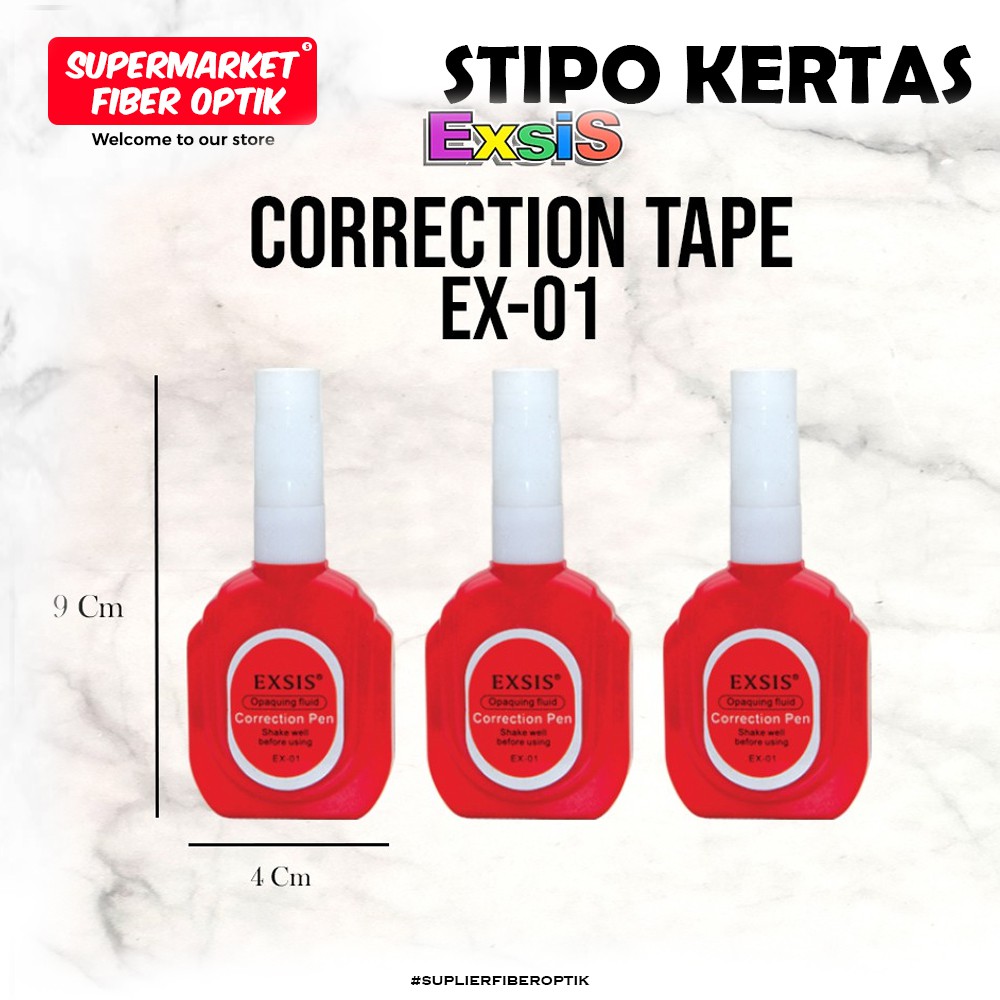 SUPERMARKET
FIBER OPTIK
Welcome to our store
STIPO KERTAS
ExsiS
CORRECTION TAPE
EX-01
9 Cm
EXSIS®
Opaquing fluid
Correction Pen
Shake well
before using
EX-01
EXSIS®
Opaquing fluid
Correction Pen
Shake well
before using
EX-01
EXSIS®
Opaquing fluid
Correction Pen
Shake well
before using
EX-01
4 Cm
#SUPLIERFIBEROPTIK